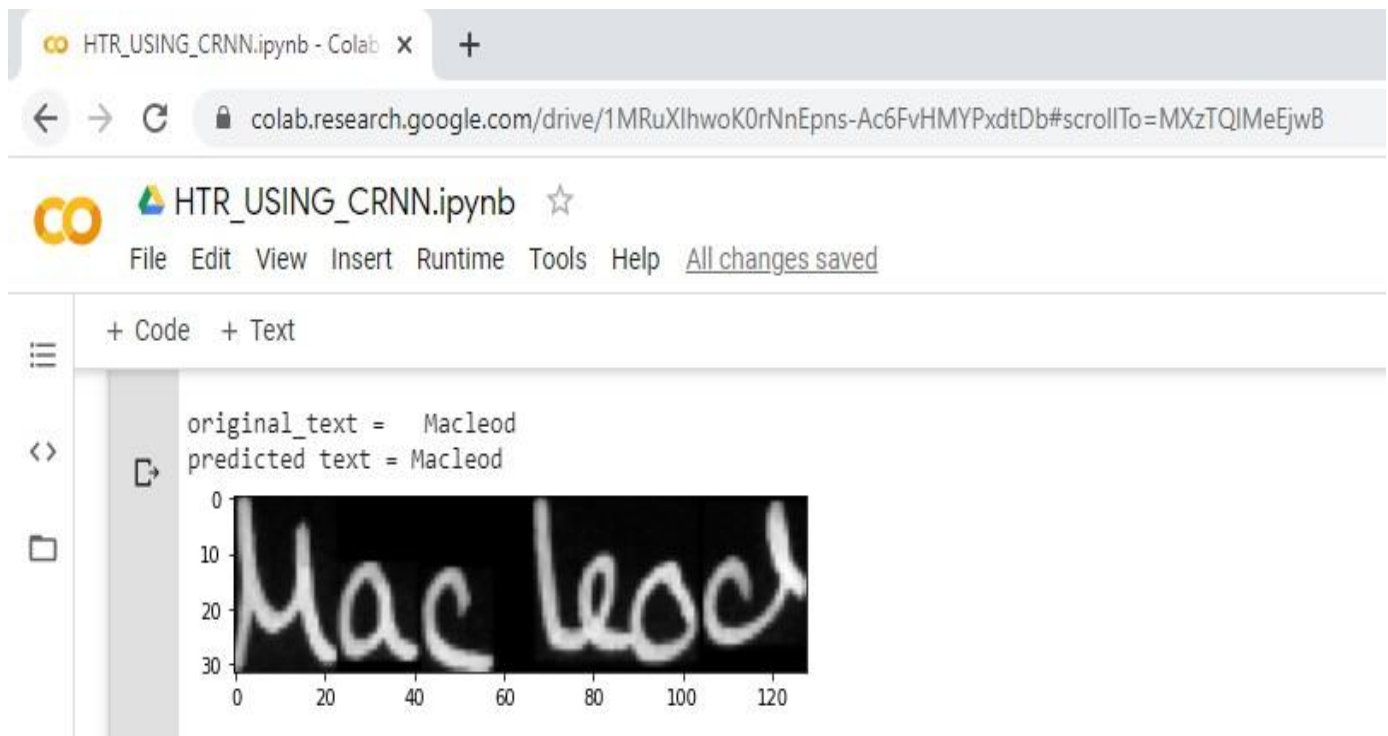 HTR_USING_CRNN.ipynb - Colab
colab.research.google.com/drive/1MRuXIhwoK0rNnEpns-Ac6FvHMYPxdtDb#scrollTo=MXzTQIMeEjwB
CO HTR_USING_CRNN.ipynb
File Edit View Insert Runtime Tools Help All changes saved
+ Code + Text
original_text = Macleod
predicted text = Macleod
0
10
20
30
Mac leod
0 20 40 60 80 100 120